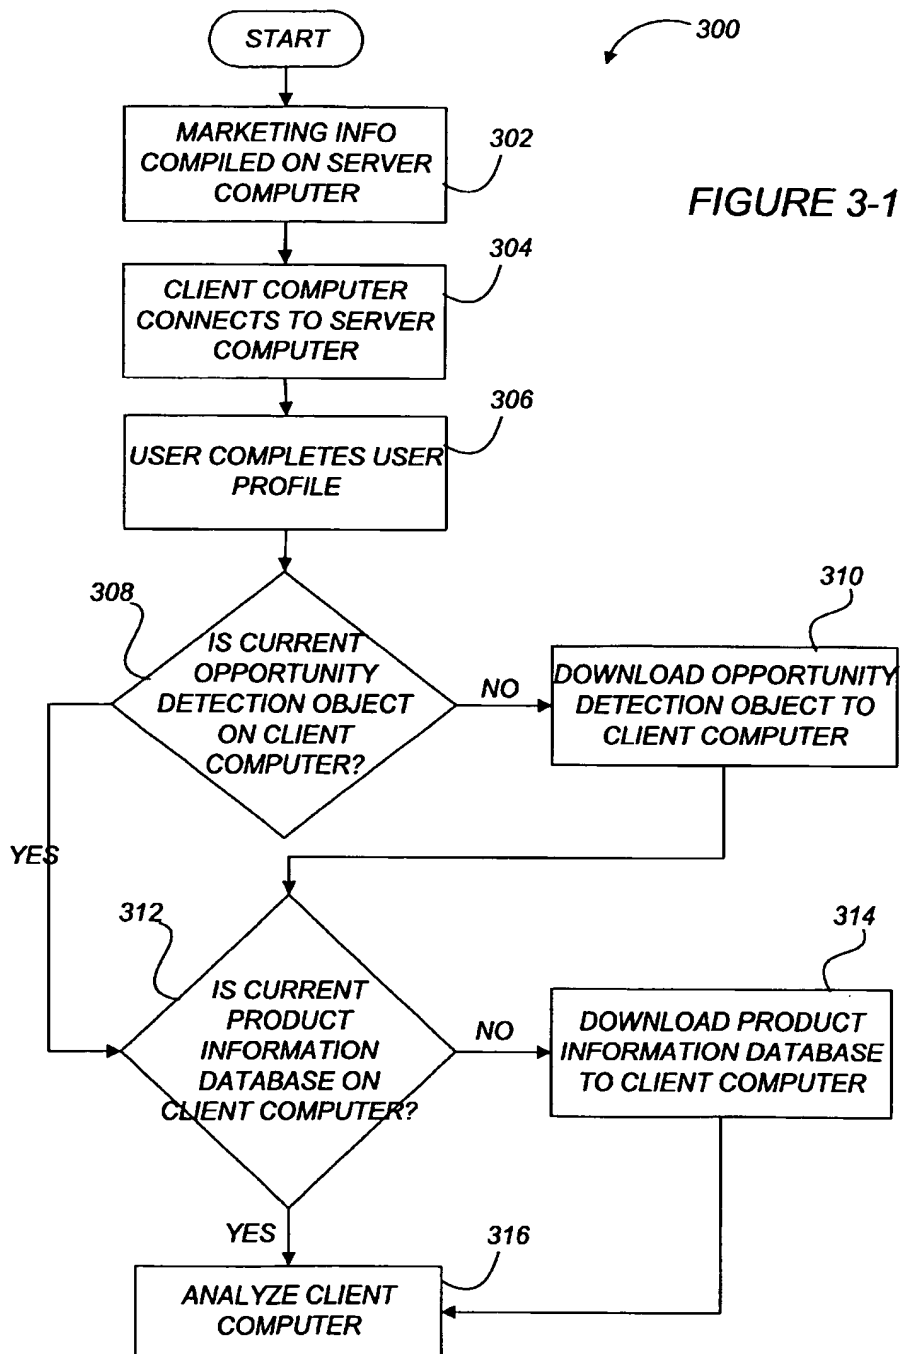 START
300
MARKETING INFO
COMPILED ON SERVER
COMPUTER
302
FIGURE 3-1
304
CLIENT COMPUTER
CONNECTS TO SERVER
COMPUTER
306
USER COMPLETES USER
PROFILE
308
IS CURRENT
OPPORTUNITY
DETECTION OBJECT
ON CLIENT
COMPUTER?
NO
310
DOWNLOAD OPPORTUNITY
DETECTION OBJECT TO
CLIENT COMPUTER
YES
312
IS CURRENT
PRODUCT
INFORMATION
DATABASE ON
CLIENT COMPUTER?
NO
314
DOWNLOAD PRODUCT
INFORMATION DATABASE
TO CLIENT COMPUTER
YES
316
ANALYZE CLIENT
COMPUTER